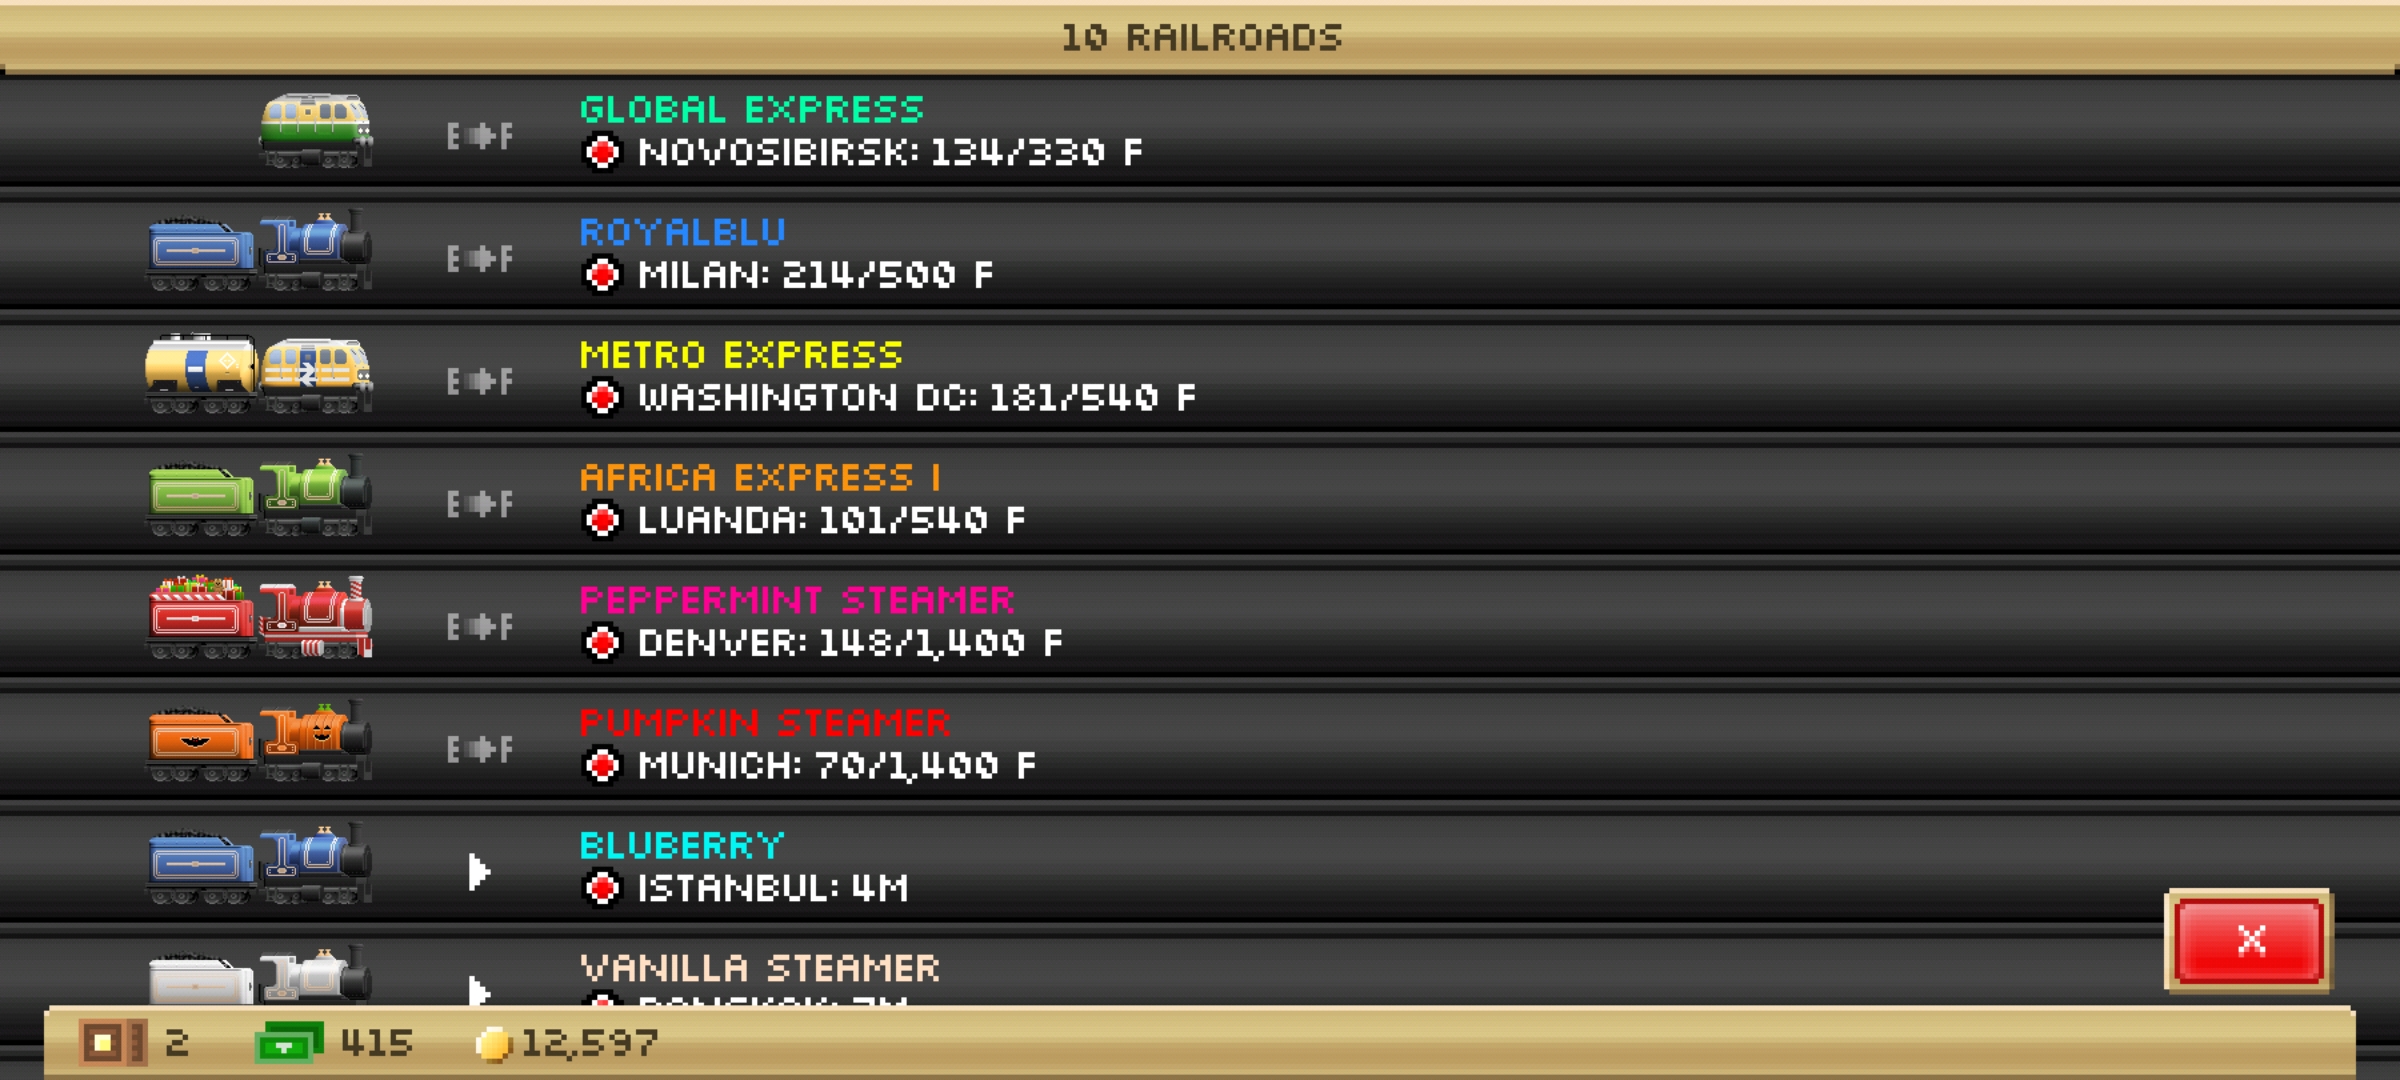 10 RAILROADS
E F GLOBAL EXPRESS
NOVOSIBIRSK: 134/330 F
E F ROYALBLU
MILAN: 214/500 F
E F METRO EXPRESS
WASHINGTON DC: 181/540 F
E F AFRICA EXPRESS I
LUANDA: 101/540 F
E F PEPPERMINT STEAMER
DENVER: 148/1,400 F
E F PUMPKIN STEAMER
MUNICH: 70/1,400 F
BLUBERRY
ISTANBUL: 4M
VANILLA STEAMER
X
2 415 12,597